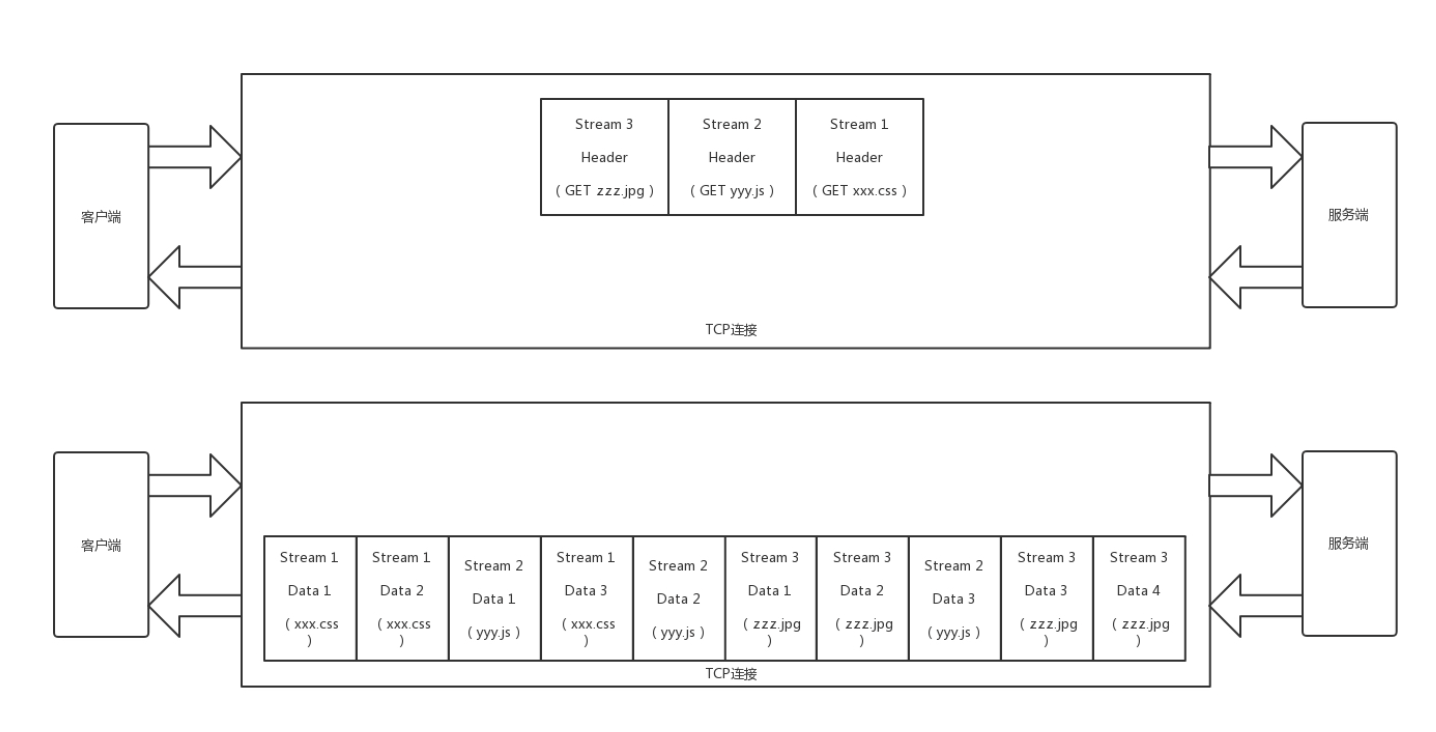 Stream 3
Header
( GET zzz.jpg )
Stream 2
Header
( GET yyy.js )
Stream 1
Header
( GET xxx.css )
客户端
服务端
TCP连接
客户端
服务端
Stream 1
Data 1
( xxx.css
)
Stream 1
Data 2
( xxx.css
)
Stream 2
Data 1
( yyy.js )
Stream 1
Data 3
( xxx.css
)
Stream 2
Data 2
( yyy.js )
Stream 3
Data 1
( zzz.jpg
)
Stream 3
Data 2
( zzz.jpg
)
Stream 2
Data 3
( yyy.js )
Stream 3
Data 3
( zzz.jpg
)
Stream 3
Data 4
( zzz.jpg
)
TCP连接